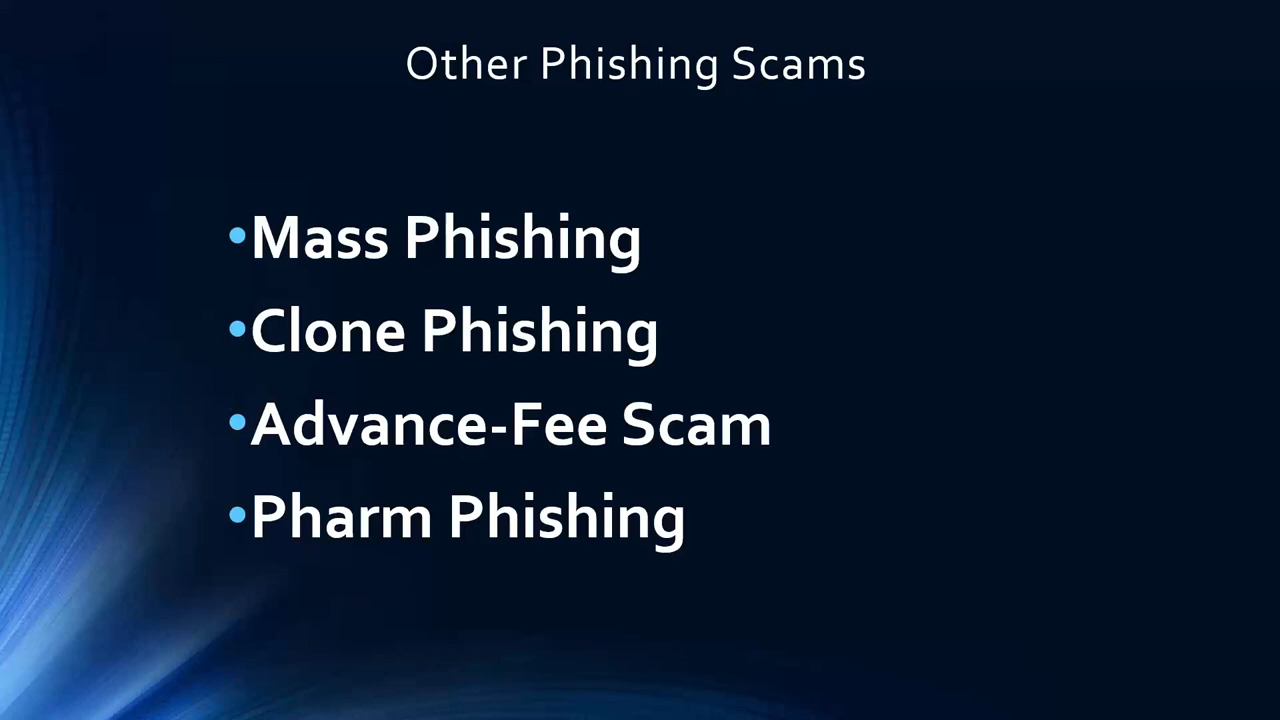 Other Phishing Scams
•Mass Phishing
•Clone Phishing
•Advance-Fee Scam
•Pharm Phishing